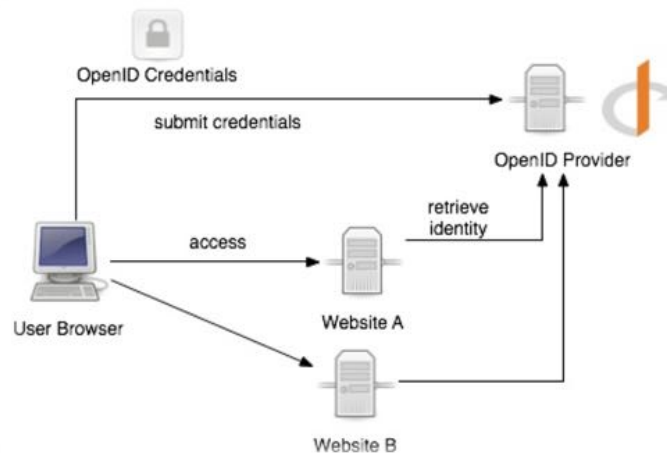 OpenID Credentials
submit credentials
OpenID Provider
retrieve
identity
access
User Browser
Website A
Website B